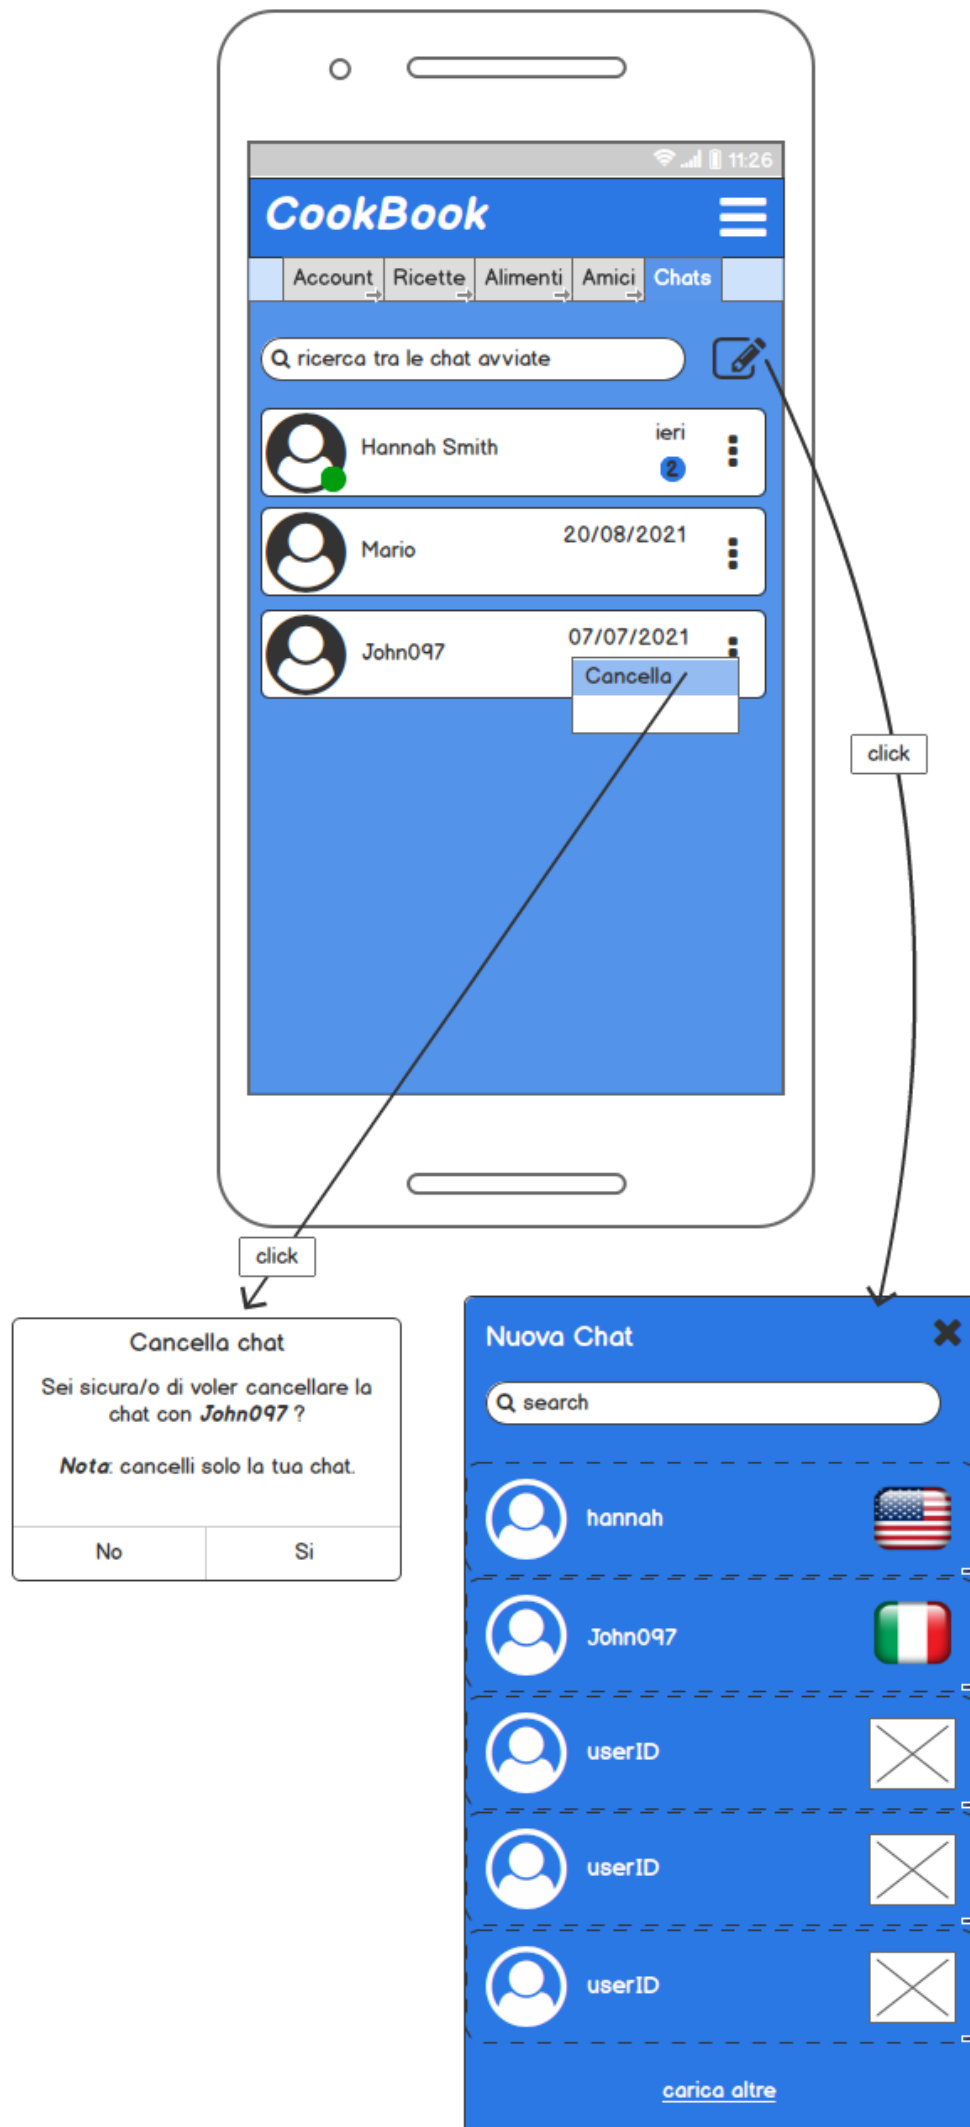 11:26
CookBook
Account Ricette Alimenti Amici Chats
ricerca tra le chat avviate
Hannah Smith ieri
2
Mario 20/08/2021
John097 07/07/2021
Cancella
click
click
Cancella chat
Sei sicura/o di voler cancellare la
chat con John097 ?
Nota: cancelli solo la tua chat.
No Si
Nuova Chat
search
hannah
John097
userID
userID
userID
carica altre